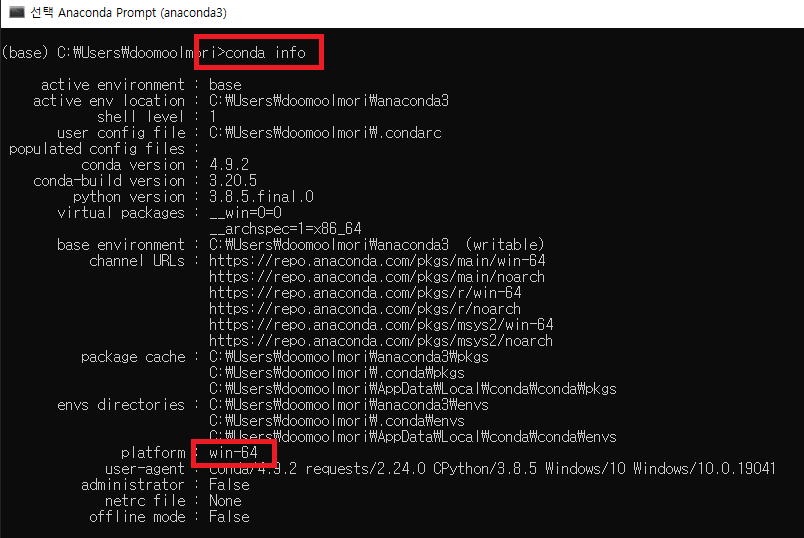 선택 Anaconda Prompt (anaconda3)
(base) C:₩Users₩doomoolmori>conda info
active environment : base
active env location : C:₩Users₩doomoolmori₩anaconda3
shell level : 1
user config file : C:₩Users₩doomoolmori₩.condarc
populated config files :
conda version : 4.9.2
conda-build version : 3.20.5
python version : 3.8.5.final.0
virtual packages : __win=0=0
__archspec=1=x86_64
base environment : C:₩Users₩doomoolmori₩anaconda3  (writable)
channel URLs : https://repo.anaconda.com/pkgs/main/win-64
https://repo.anaconda.com/pkgs/main/noarch
https://repo.anaconda.com/pkgs/r/win-64
https://repo.anaconda.com/pkgs/r/noarch
https://repo.anaconda.com/pkgs/msys2/win-64
https://repo.anaconda.com/pkgs/msys2/noarch
package cache : C:₩Users₩doomoolmori₩anaconda3₩pkgs
C:₩Users₩doomoolmori₩.conda₩pkgs
C:₩Users₩doomoolmori₩AppData₩Local₩conda₩conda₩pkgs
envs directories : C:₩Users₩doomoolmori₩anaconda3₩envs
C:₩Users₩doomoolmori₩.conda₩envs
C:₩Users₩doomoolmori₩AppData₩Local₩conda₩conda₩envs
platform : win-64
user-agent : conda/4.9.2 requests/2.24.0 CPython/3.8.5 Windows/10 Windows/10.0.19041
administrator : False
netrc file : None
offline mode : False